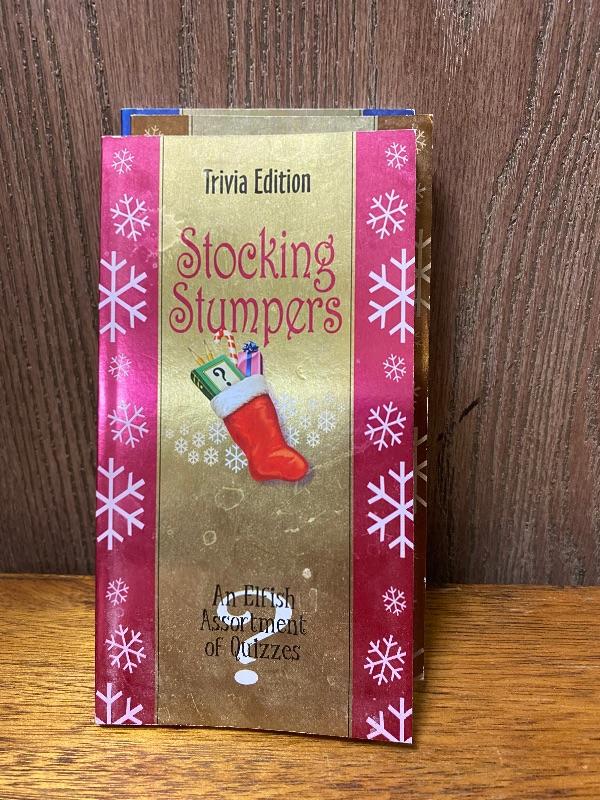 Trivia Edition
Stocking
Stumpers
?
An Elfish
Assortment
of Quizzes
?